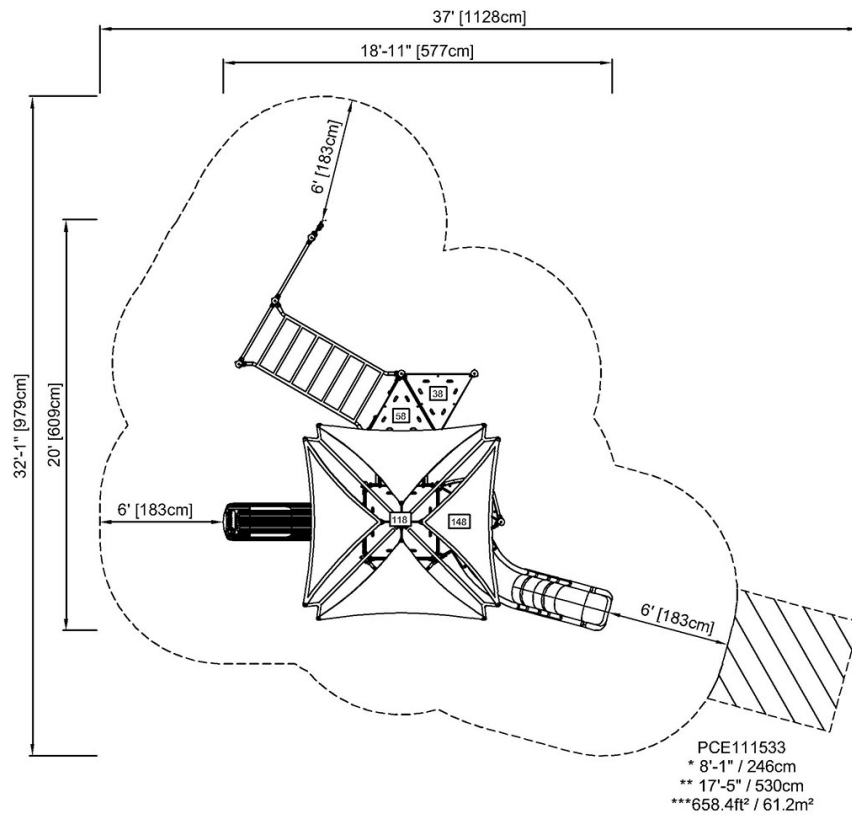 37' [1128cm]
18'-11" [577cm]
6' [183cm]
32'-1" [979cm]
20' [609cm]
38
58
6' [183cm]
118
148
6' [183cm]
PCE111533
* 8'-1" / 246cm
** 17'-5" / 530cm
***658.4ft² / 61.2m²